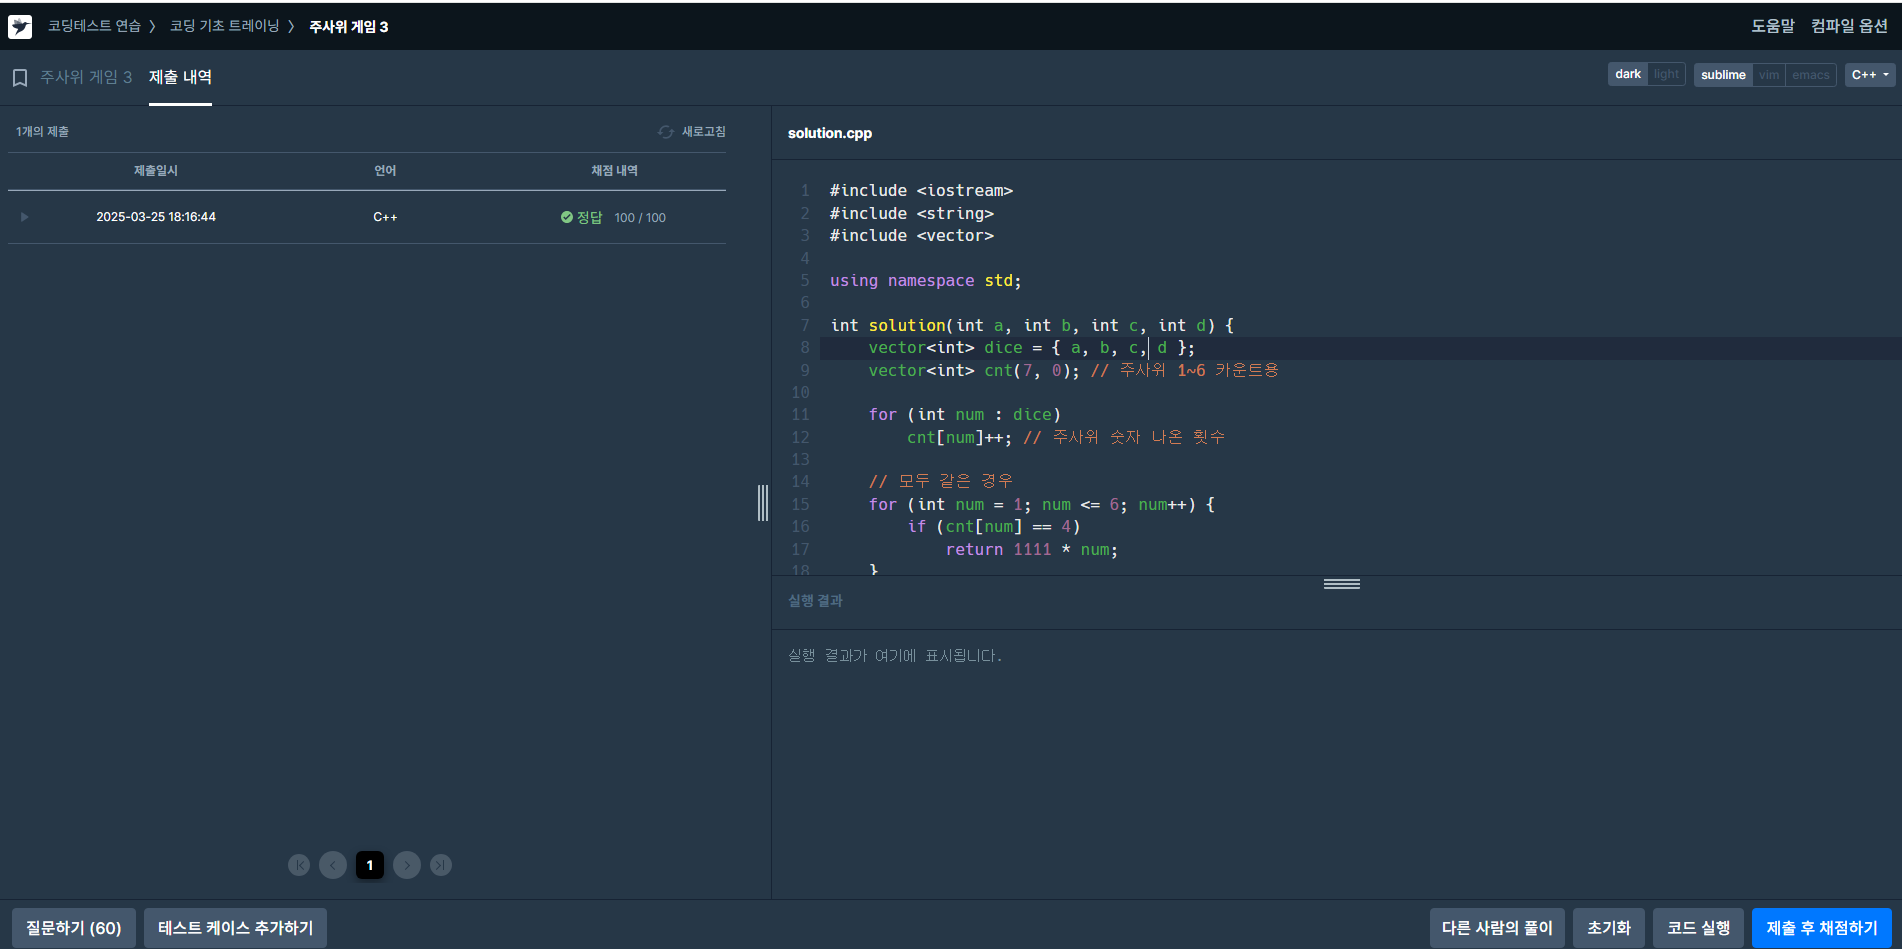 코딩테스트 연습 > 코딩 기초 트레이닝 > 주사위 게임 3
도움말 컴파일 옵션
주사위 게임 3 제출 내역
dark light sublime vim emacs C++
1개의 제출 새로고침
제출일시 언어 채점 내역
2025-03-25 18:16:44 C++ 정답 100 / 100
solution.cpp
1 #include <iostream>
2 #include <string>
3 #include <vector>
4
5 using namespace std;
6
7 int solution(int a, int b, int c, int d) {
8     vector<int> dice = { a, b, c, d };
9     vector<int> cnt(7, 0); // 주사위 1~6 카운트용
10
11     for (int num : dice)
12         cnt[num]++; // 주사위 숫자 나온 횟수
13
14     // 모두 같은 경우
15     for (int num = 1; num <= 6; num++) {
16         if (cnt[num] == 4)
17             return 1111 * num;
18     }
실행 결과
실행 결과가 여기에 표시됩니다.
1
질문하기 (60) 테스트 케이스 추가하기
다른 사람의 풀이 초기화 코드 실행 제출 후 채점하기